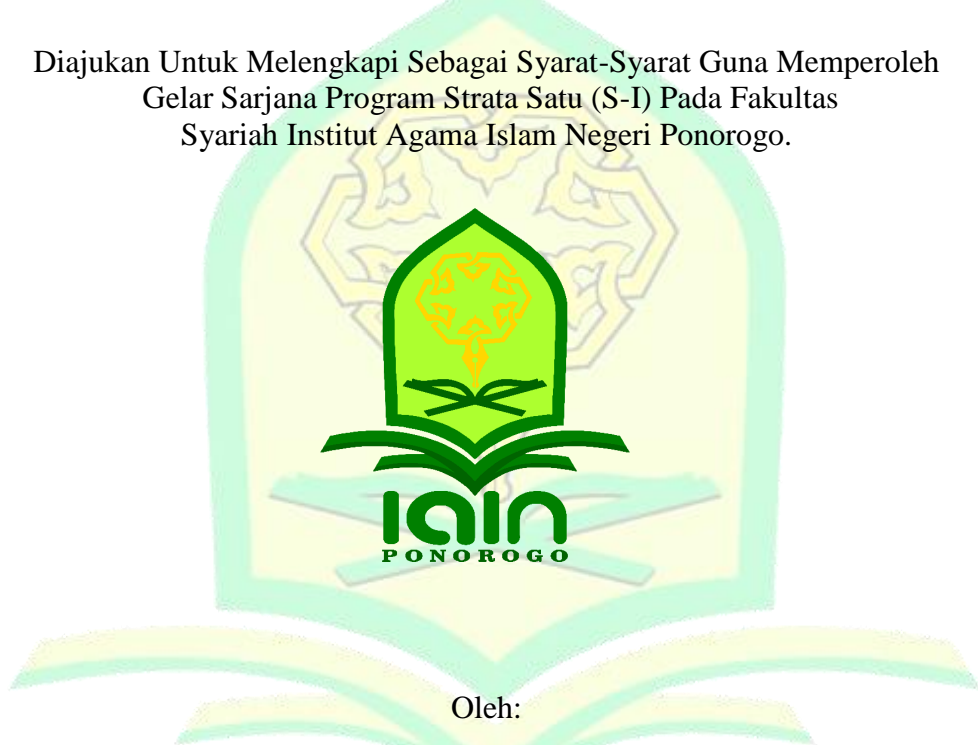 Diajukan Untuk Melengkapi Sebagai Syarat-Syarat Guna Memperoleh
Gelar Sarjana Program Strata Satu (S-I) Pada Fakultas
Syariah Institut Agama Islam Negeri Ponorogo.
IAIN
PONOROGO
Oleh: